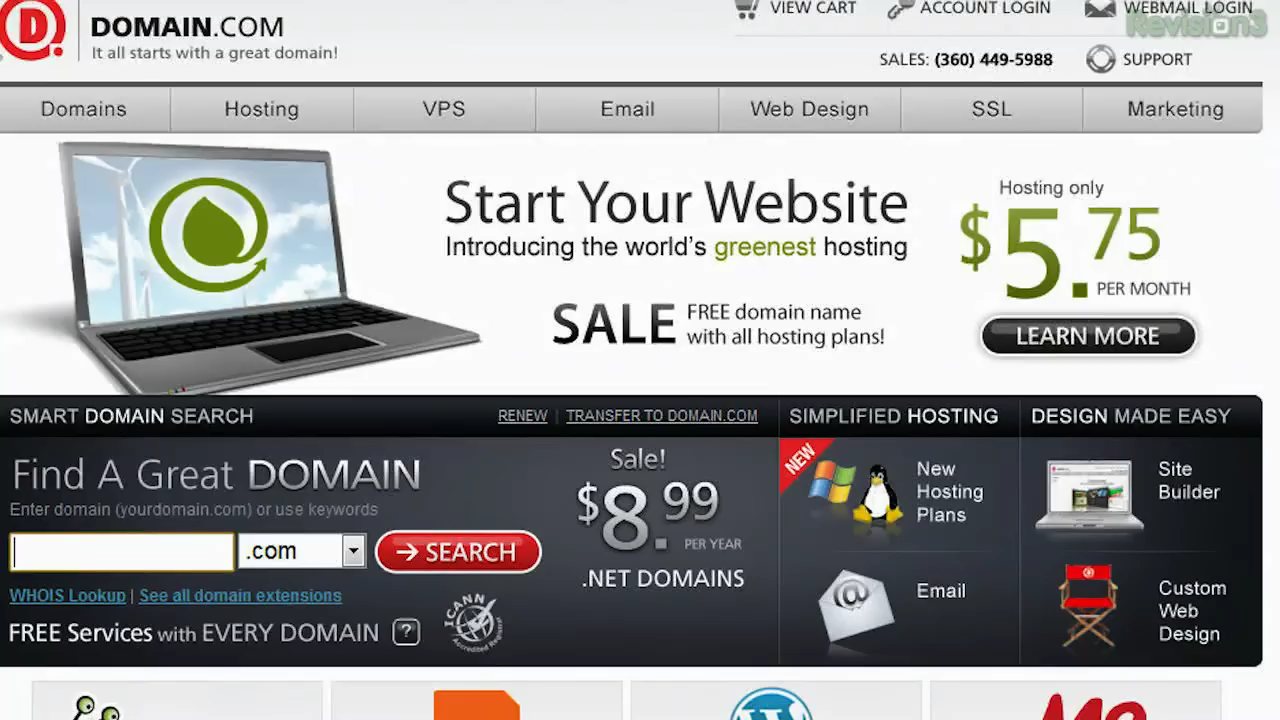 D.
DOMAIN.COM
It all starts with a great domain!
VIEW CART
ACCOUNT LOGIN
WEBMAIL LOGIN
Revision3
SALES: (360) 449-5988
SUPPORT
Domains
Hosting
VPS
Email
Web Design
SSL
Marketing
Start Your Website
Introducing the world's greenest hosting
SALE
FREE domain name
with all hosting plans!
Hosting only
$5.75
PER MONTH
LEARN MORE
SMART DOMAIN SEARCH
RENEW | TRANSFER TO DOMAIN.COM
Find A Great DOMAIN
Enter domain (yourdomain.com) or use keywords
.com
→ SEARCH
WHOIS Lookup | See all domain extensions
FREE Services with EVERY DOMAIN ?
ICANN
Accredited Registrar
Sale!
$8.99
PER YEAR
.NET DOMAINS
SIMPLIFIED HOSTING
NEW
New
Hosting
Plans
@
Email
DESIGN MADE EASY
Site
Builder
Custom
Web
Design
W